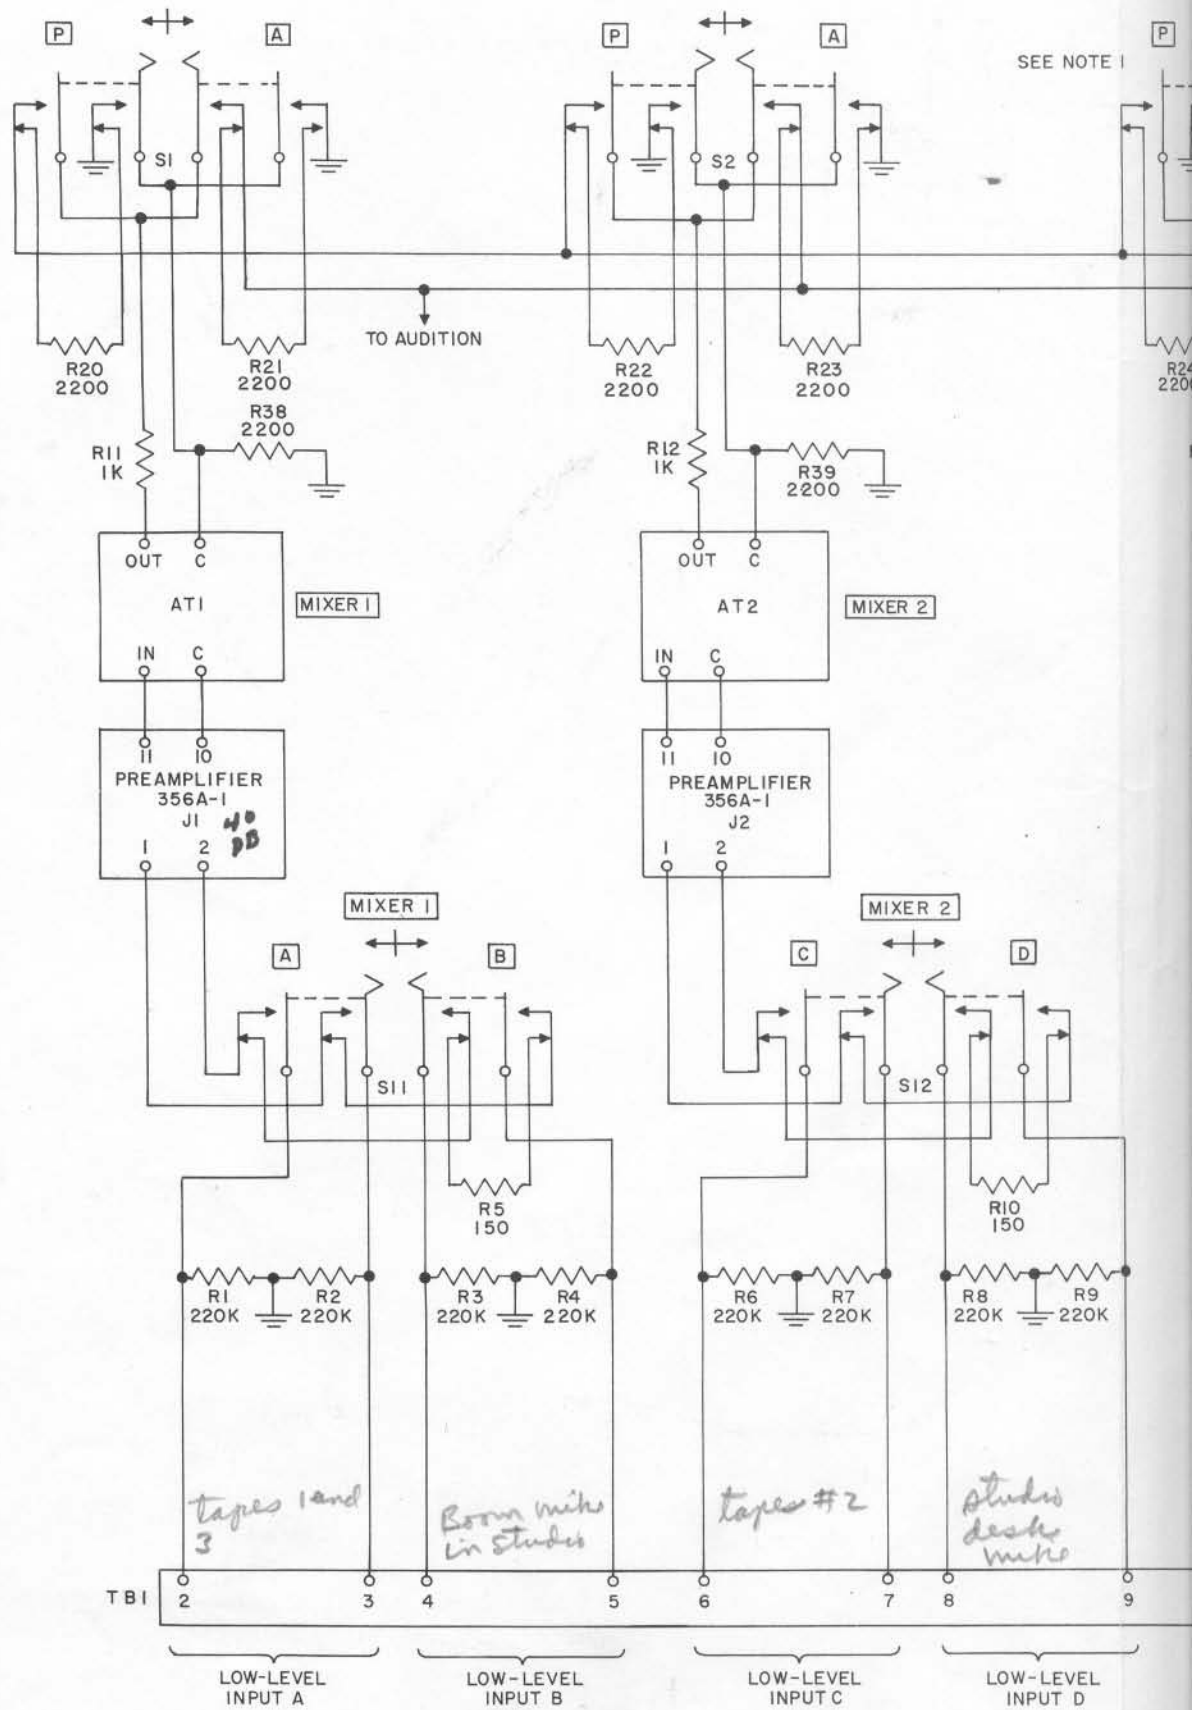 P A P A P
SEE NOTE 1
S1 S2
TO AUDITION
R20
2200
R21
2200
R22
2200
R23
2200
R38
2200
R11
1K
R12
1K
R39
2200
OUT C
AT1
IN C
MIXER 1
OUT C
AT2
IN C
MIXER 2
11 10
PREAMPLIFIER
356A-1
J1
40
DB
1 2
11 10
PREAMPLIFIER
356A-1
J2
1 2
MIXER 1
A B
S11
MIXER 2
C D
S12
R5
150
R10
150
R1
220K
R2
220K
R3
220K
R4
220K
R6
220K
R7
220K
R8
220K
R9
220K
tapes 1 and
3
Boom mike
in studio
tapes #2
studio
desk
mike
TB1 2 3 4 5 6 7 8 9
LOW-LEVEL
INPUT A
LOW-LEVEL
INPUT B
LOW-LEVEL
INPUT C
LOW-LEVEL
INPUT D